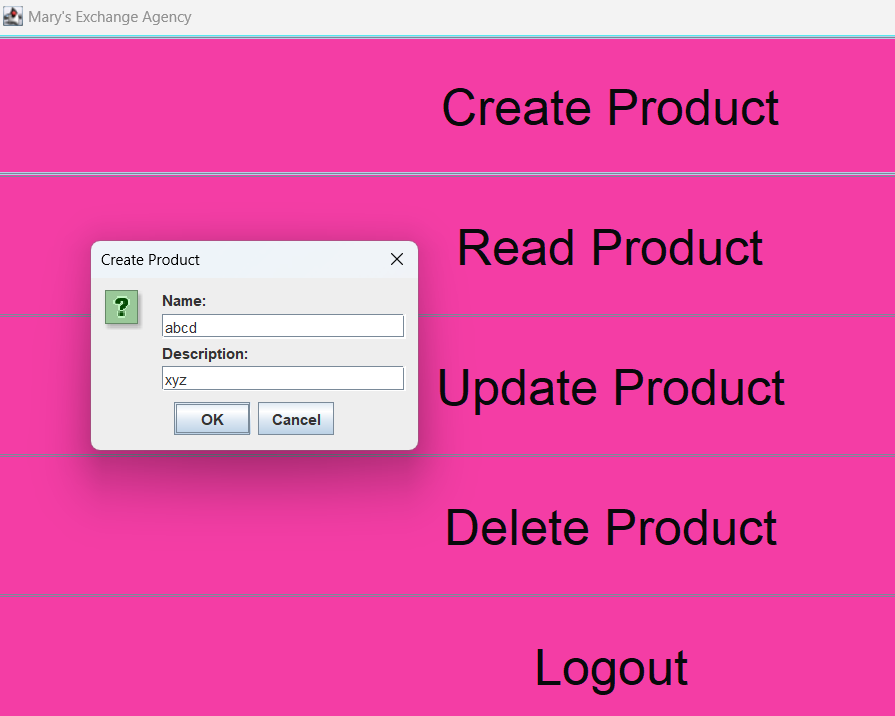 Mary's Exchange Agency
Create Product
Read Product
Create Product
Name:
abcd
Description:
xyz
OK
Cancel
Update Product
Delete Product
Logout